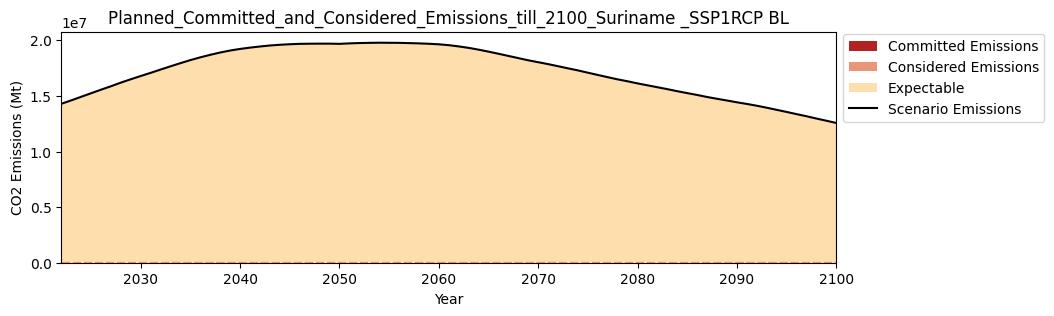 Planned_Committed_and_Considered_Emissions_till_2100_Suriname _SSP1RCP BL
1e7
2.0
1.5
1.0
0.5
0.0
CO2 Emissions (Mt)
2030 2040 2050 2060 2070 2080 2090 2100
Year
Committed Emissions
Considered Emissions
Expectable
Scenario Emissions